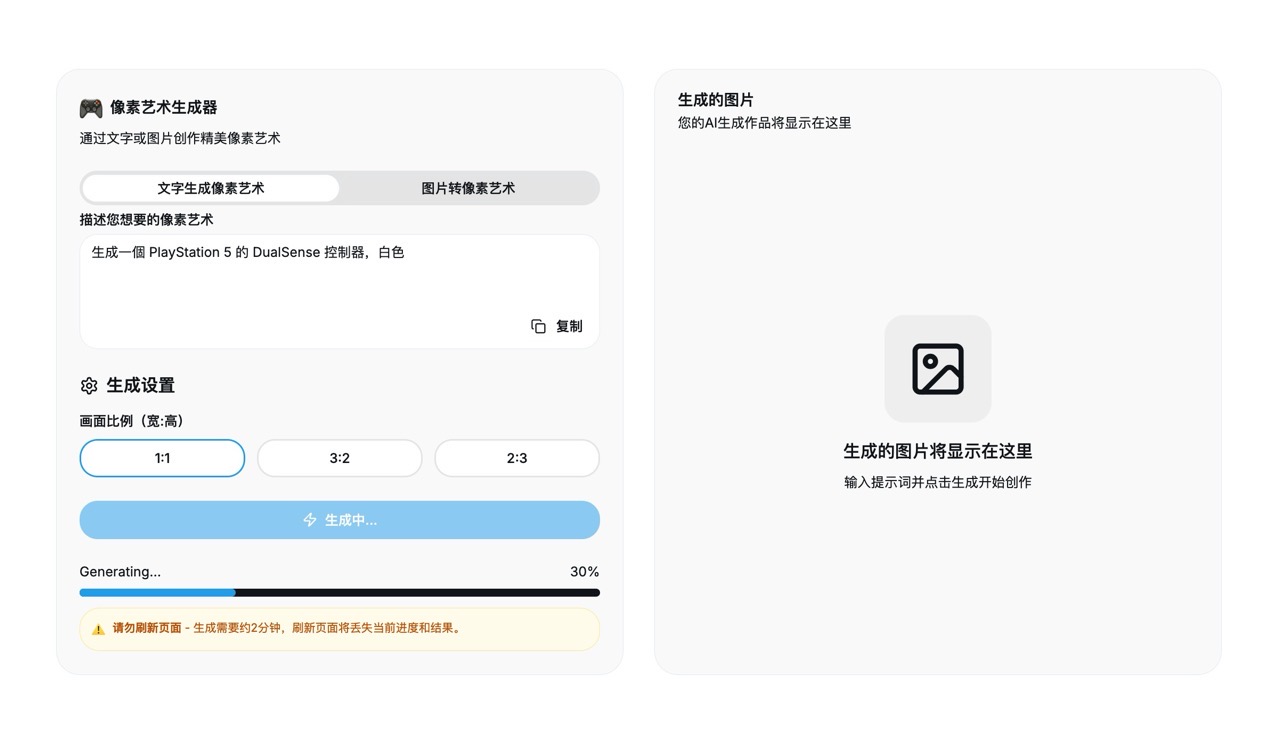 像素艺术生成器
通过文字或图片创作精美像素艺术
文字生成像素艺术
图片转像素艺术
描述您想要的像素艺术
生成一個 PlayStation 5 的 DualSense 控制器，白色
复制
生成设置
画面比例（宽:高）
1:1
3:2
2:3
生成中...
Generating... 30%
请勿刷新页面 - 生成需要约2分钟，刷新页面将丢失当前进度和结果。
生成的图片
您的AI生成作品将显示在这里
生成的图片将显示在这里
输入提示词并点击生成开始创作